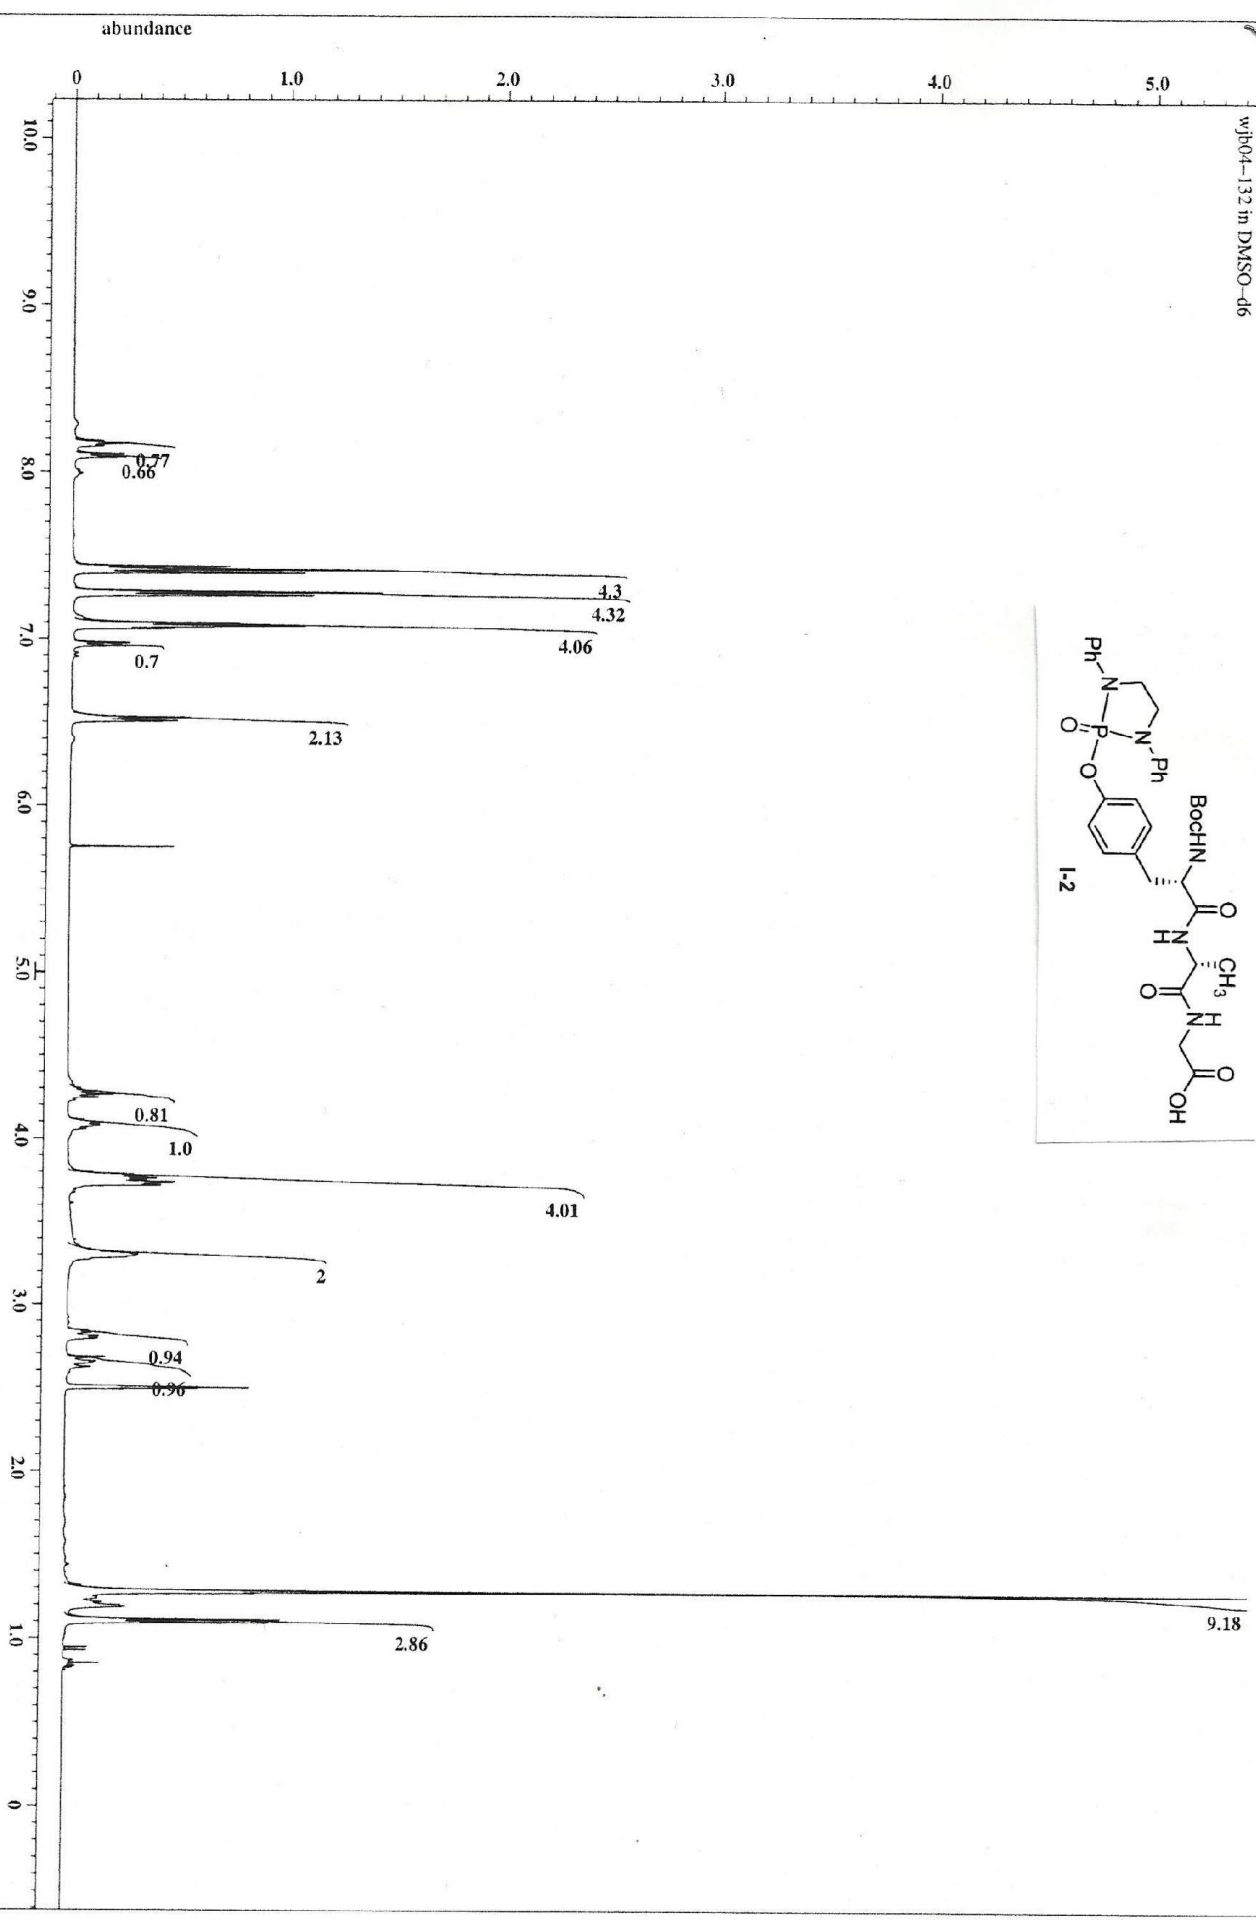 wjb04-132 in DMSO-d6
abundance
0
1.0
2.0
3.0
4.0
5.0
Ph
N
O
P
N
Ph
O
BocHN
O
N
H
CH3
O
H
N
O
OH
I-2
0.77
0.66
4.3
4.32
4.06
0.7
2.13
0.81
1.0
4.01
2
0.94
0.96
9.18
2.86
10.0
9.0
8.0
7.0
6.0
5.0
4.0
3.0
2.0
1.0
0